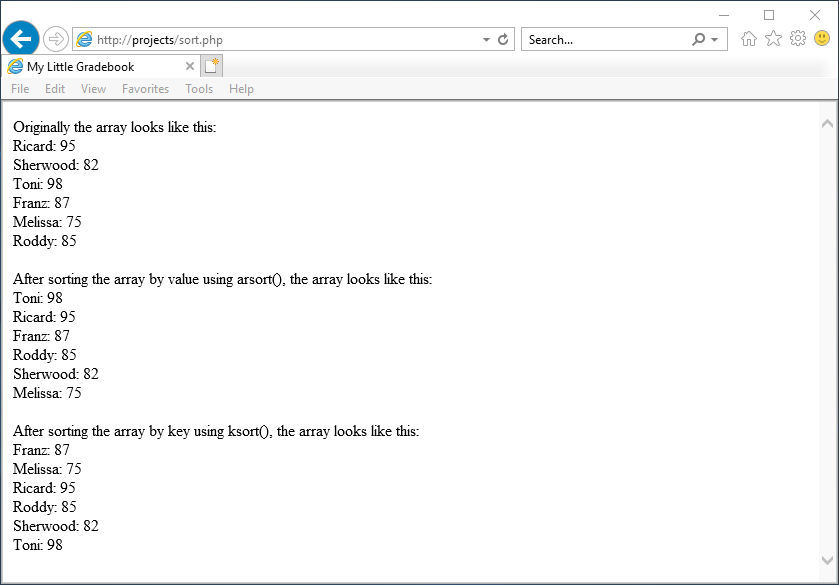 http://projects/sort.php
Search...
My Little Gradebook
File Edit View Favorites Tools Help
Originally the array looks like this:
Ricard: 95
Sherwood: 82
Toni: 98
Franz: 87
Melissa: 75
Roddy: 85
After sorting the array by value using arsort(), the array looks like this:
Toni: 98
Ricard: 95
Franz: 87
Roddy: 85
Sherwood: 82
Melissa: 75
After sorting the array by key using ksort(), the array looks like this:
Franz: 87
Melissa: 75
Ricard: 95
Roddy: 85
Sherwood: 82
Toni: 98